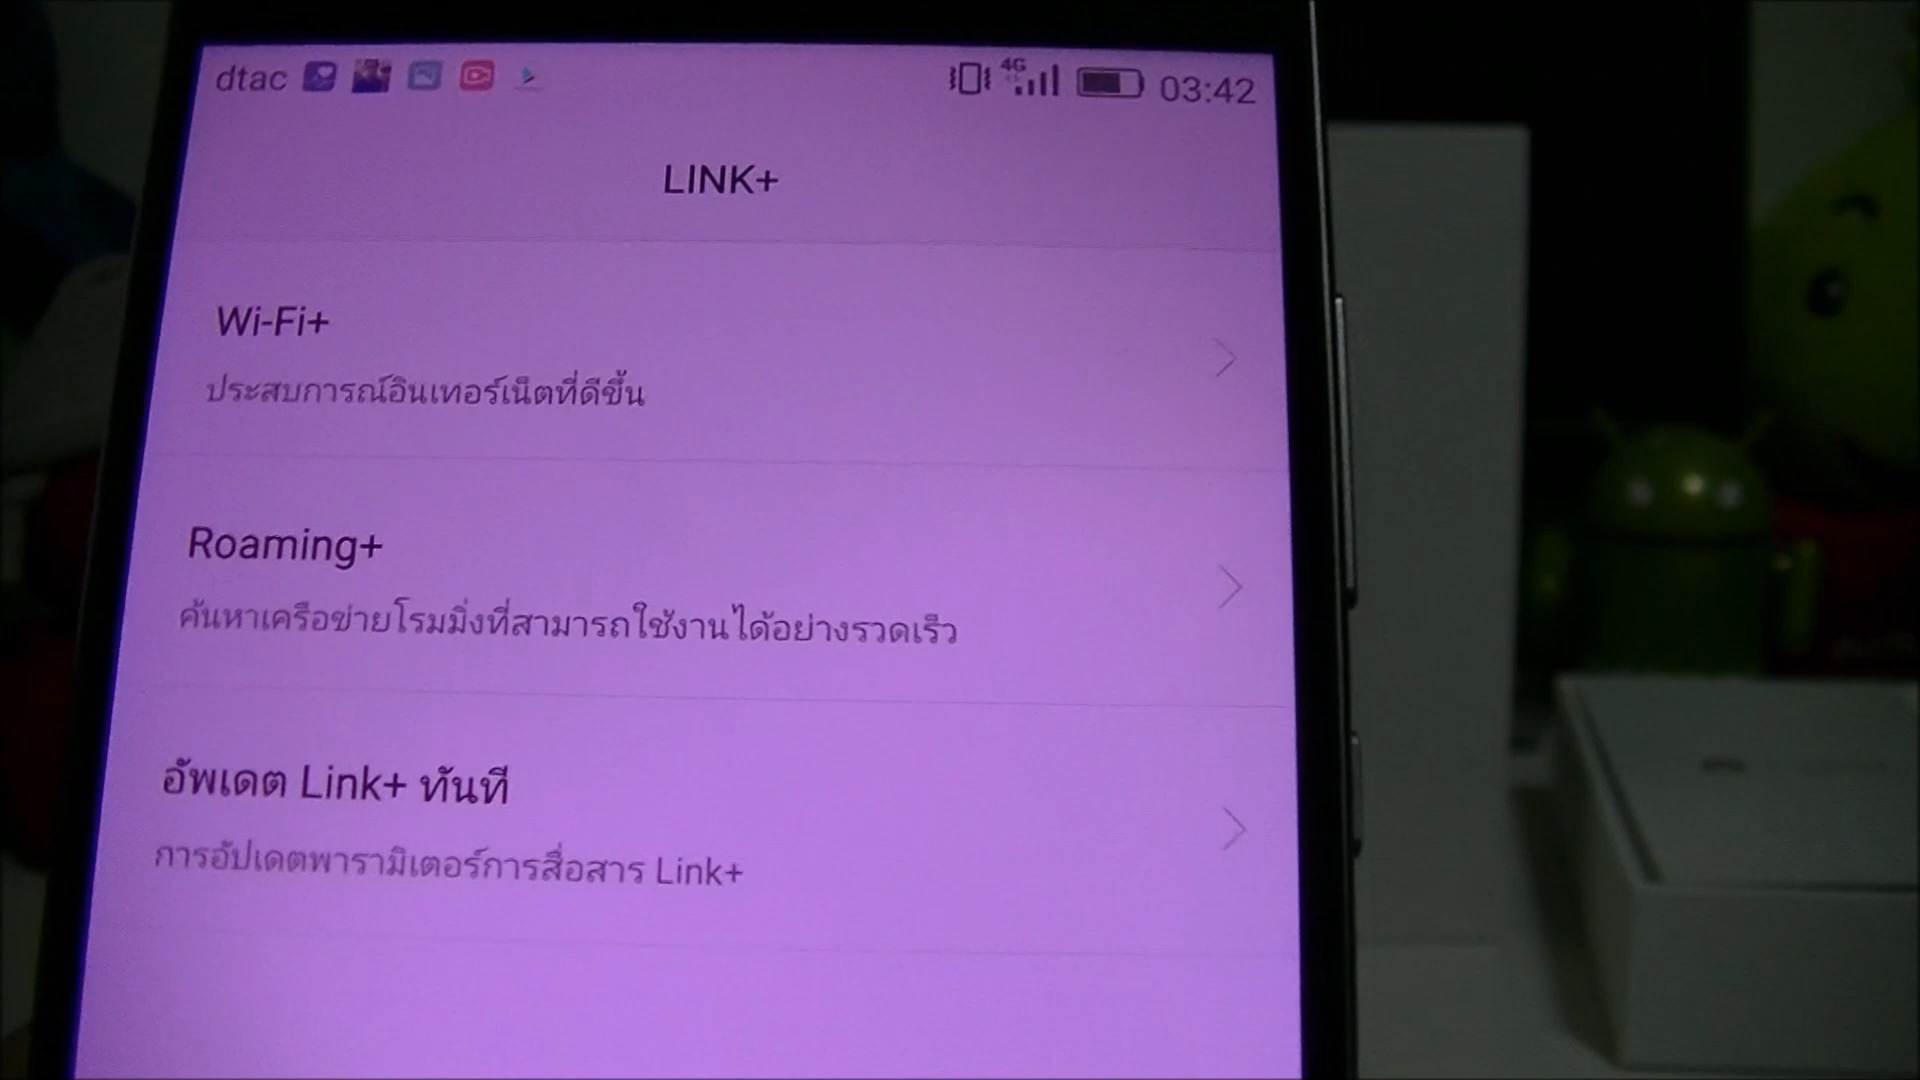 dtac 4G 03:42
LINK+
Wi-Fi+
ประสบการณ์อินเทอร์เน็ตที่ดีขึ้น
Roaming+
ค้นหาเครือข่ายโรมมิ่งที่สามารถใช้งานได้อย่างรวดเร็ว
อัพเดต Link+ ทันที
การอัปเดตพารามิเตอร์การสื่อสาร Link+